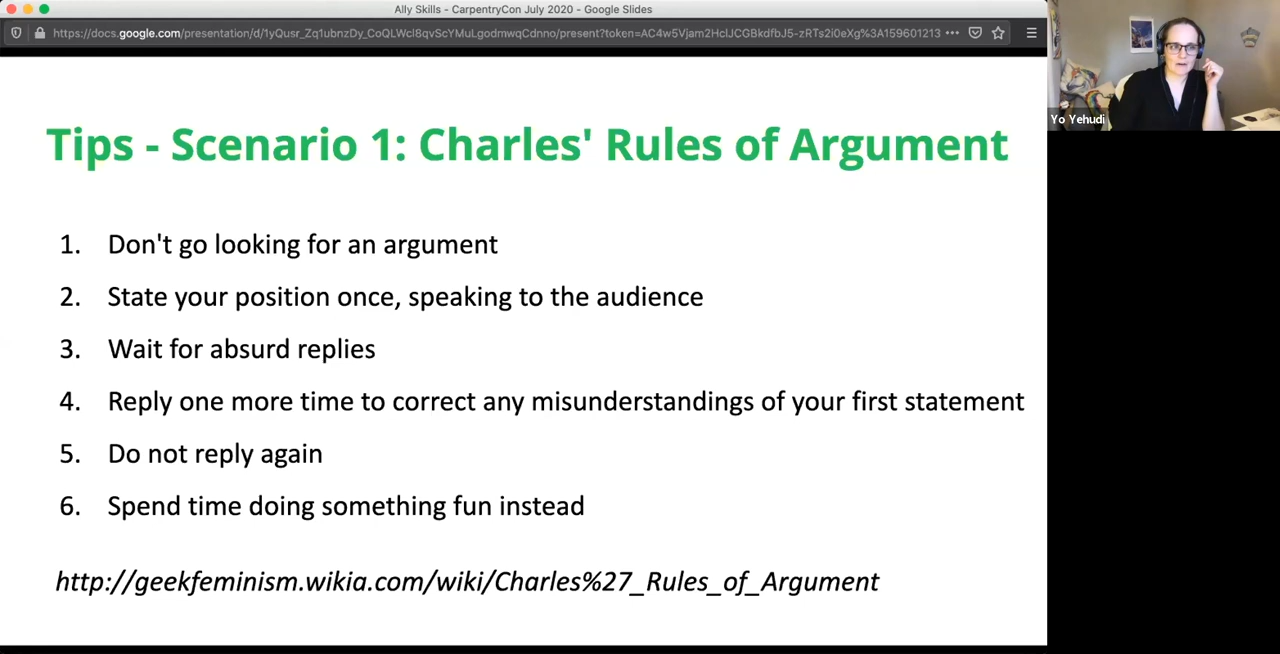 Ally Skills - CarpentryCon July 2020 - Google Slides
https://docs.google.com/presentation/d/1yQusr_Zq1ubnzDy_CoQLWcI8qvScYMuLgodmwqCdnno/present?token=AC4w5Vjam2HclJCGBkdfbJ5-zRTs2i0eXg%3A159601213
Yo Yehudi
Tips - Scenario 1: Charles' Rules of Argument
1. Don't go looking for an argument
2. State your position once, speaking to the audience
3. Wait for absurd replies
4. Reply one more time to correct any misunderstandings of your first statement
5. Do not reply again
6. Spend time doing something fun instead
http://geekfeminism.wikia.com/wiki/Charles%27_Rules_of_Argument